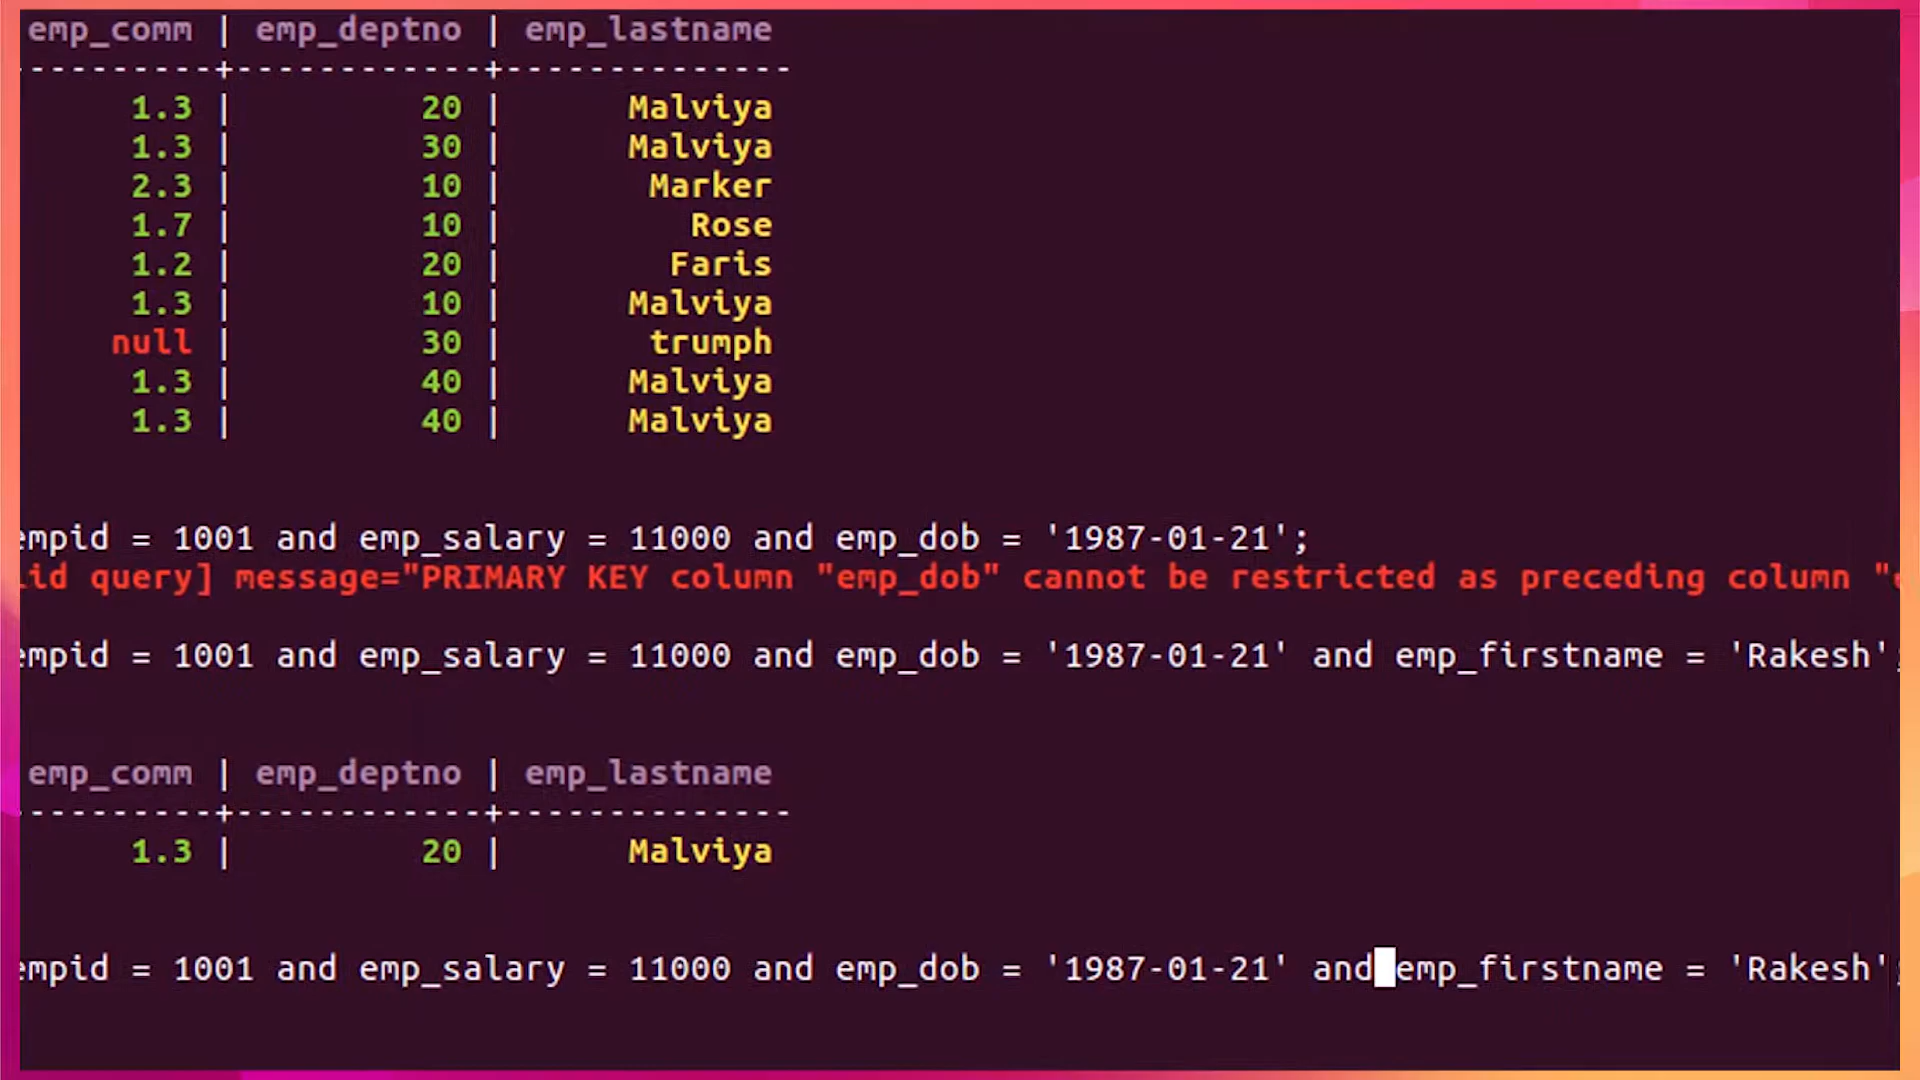 emp_comm | emp_deptno | emp_lastname
----------+------------+--------------
1.3 | 20 | Malviya
1.3 | 30 | Malviya
2.3 | 10 | Marker
1.7 | 10 | Rose
1.2 | 20 | Faris
1.3 | 10 | Malviya
null | 30 | trumph
1.3 | 40 | Malviya
1.3 | 40 | Malviya
empid = 1001 and emp_salary = 11000 and emp_dob = '1987-01-21';
lid query] message="PRIMARY KEY column "emp_dob" cannot be restricted as preceding column "
empid = 1001 and emp_salary = 11000 and emp_dob = '1987-01-21' and emp_firstname = 'Rakesh';
emp_comm | emp_deptno | emp_lastname
----------+------------+--------------
1.3 | 20 | Malviya
empid = 1001 and emp_salary = 11000 and emp_dob = '1987-01-21' and emp_firstname = 'Rakesh';